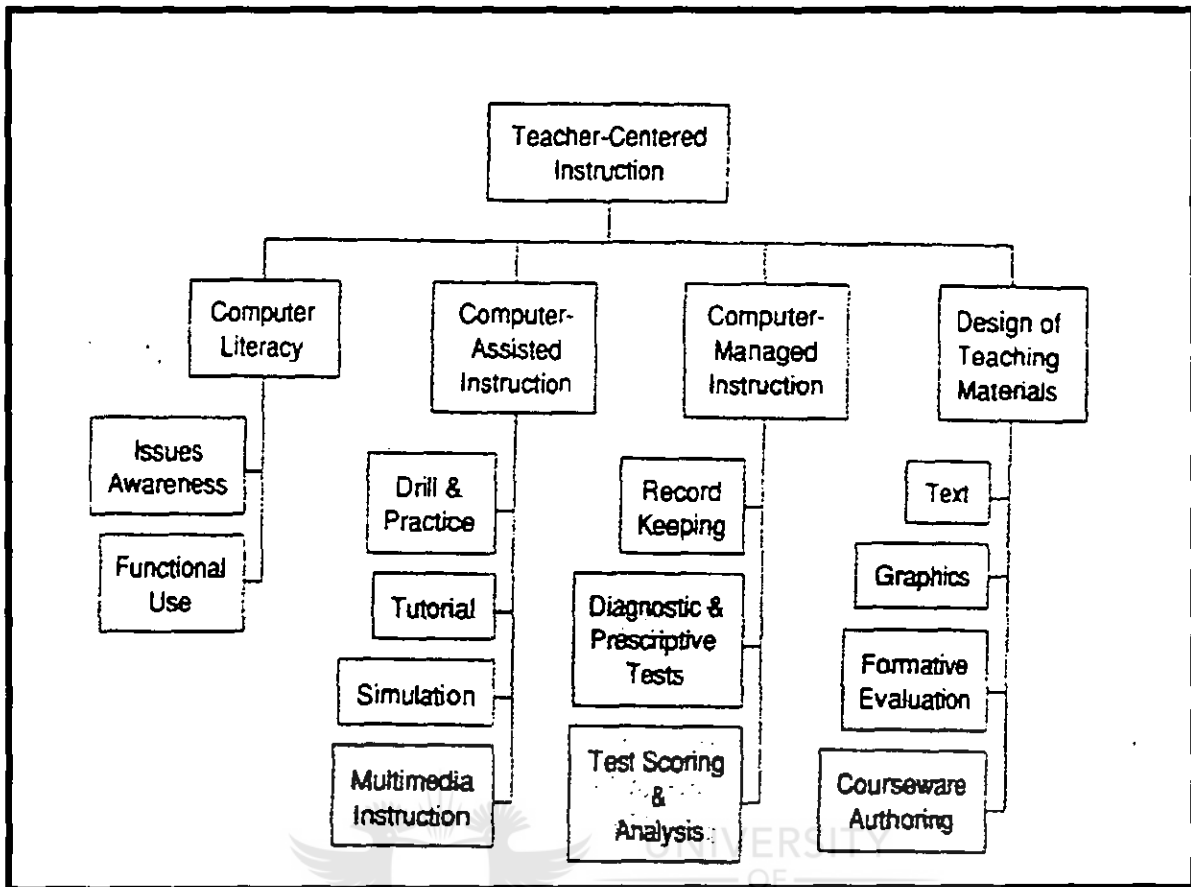 Teacher-Centered
Instruction
Computer
Literacy
Issues
Awareness
Functional
Use
Computer-
Assisted
Instruction
Drill &
Practice
Tutorial
Simulation
Multimedia
Instruction
Computer-
Managed
Instruction
Record
Keeping
Diagnostic &
Prescriptive
Tests
Test Scoring
&
Analysis
Design of
Teaching
Materials
Text
Graphics
Formative
Evaluation
Courseware
Authoring
UNIVERSITY
OF